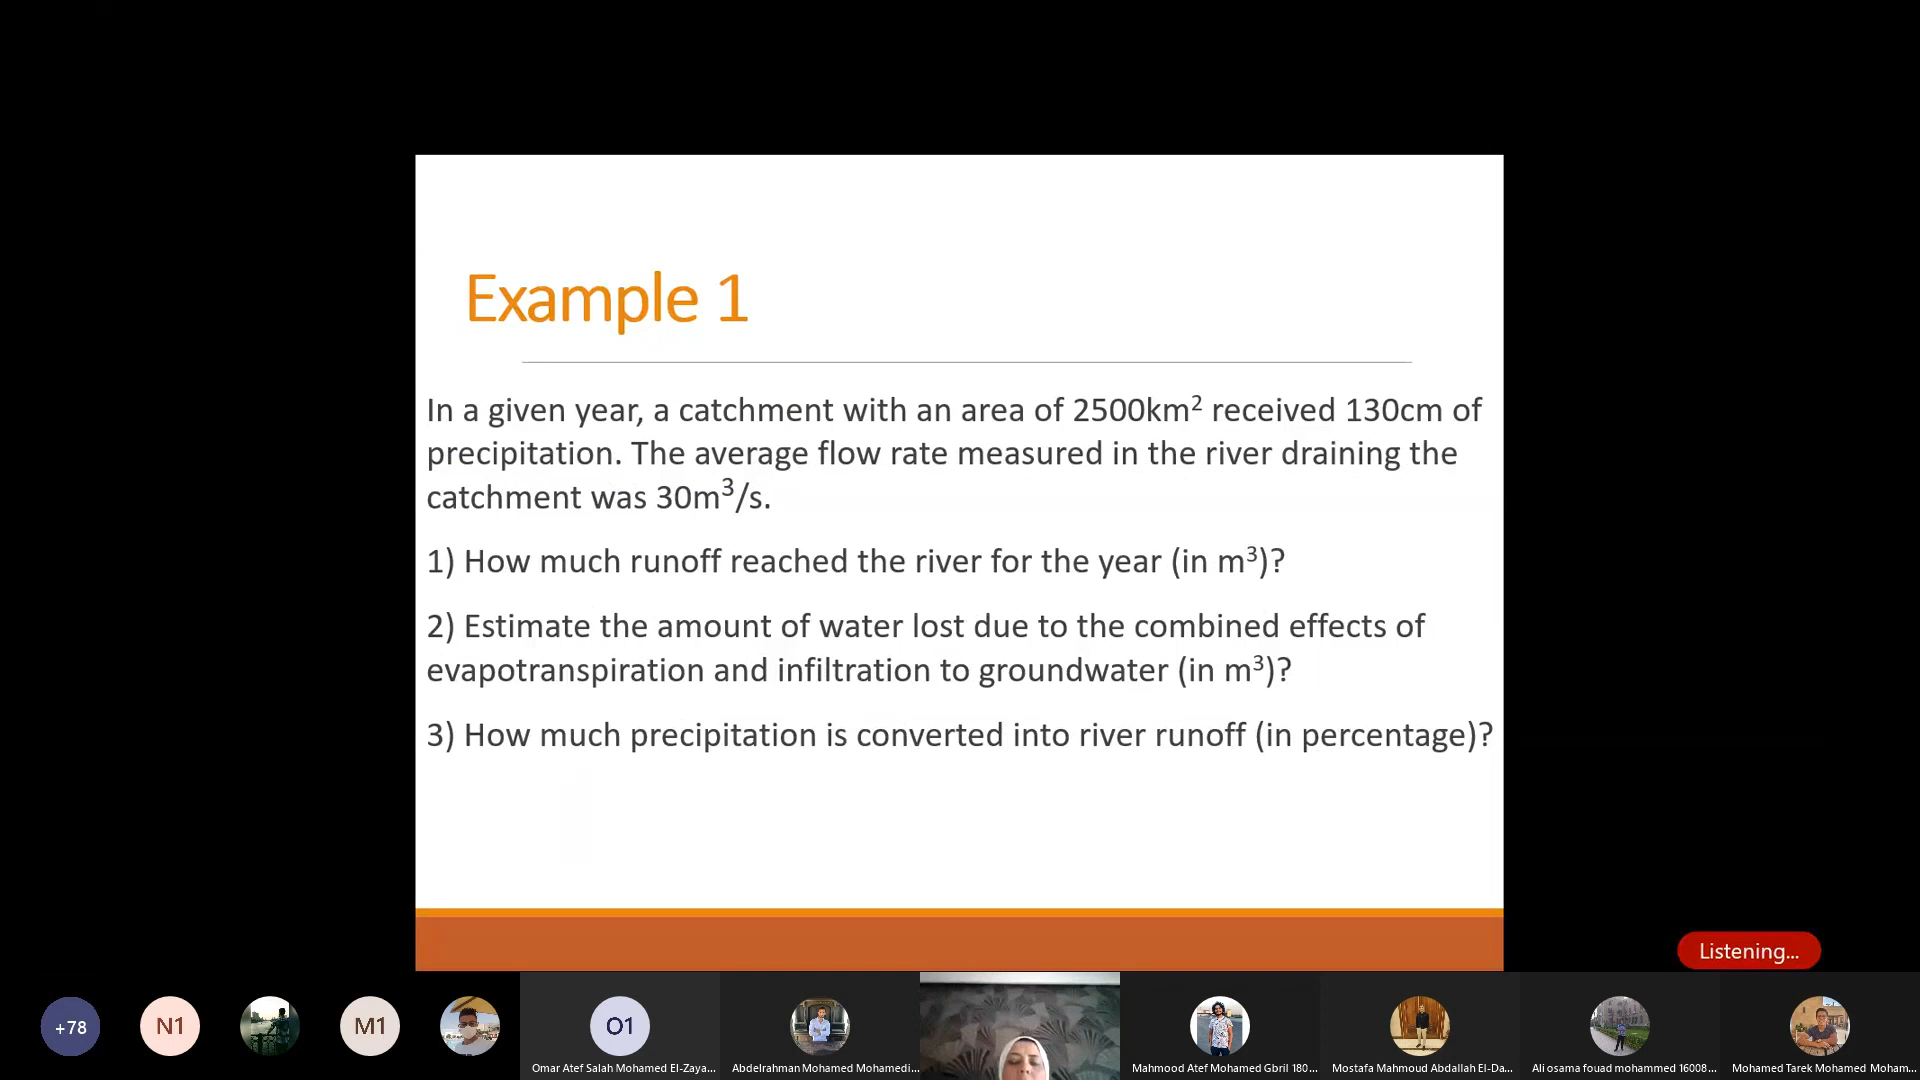 Example 1
In a given year, a catchment with an area of 2500km² received 130cm of
precipitation. The average flow rate measured in the river draining the
catchment was 30m³/s.
1) How much runoff reached the river for the year (in m³)?
2) Estimate the amount of water lost due to the combined effects of
evapotranspiration and infiltration to groundwater (in m³)?
3) How much precipitation is converted into river runoff (in percentage)?
Listening...
+78
N1
M1
O1
Omar Atef Salah Mohamed El-Zaya...
Abdelrahman Mohamed Mohamedi...
Mahmood Atef Mohamed Gbril 180...
Mostafa Mahmoud Abdallah El-Da...
Ali osama fouad mohammed 16008...
Mohamed Tarek Mohamed Moham...